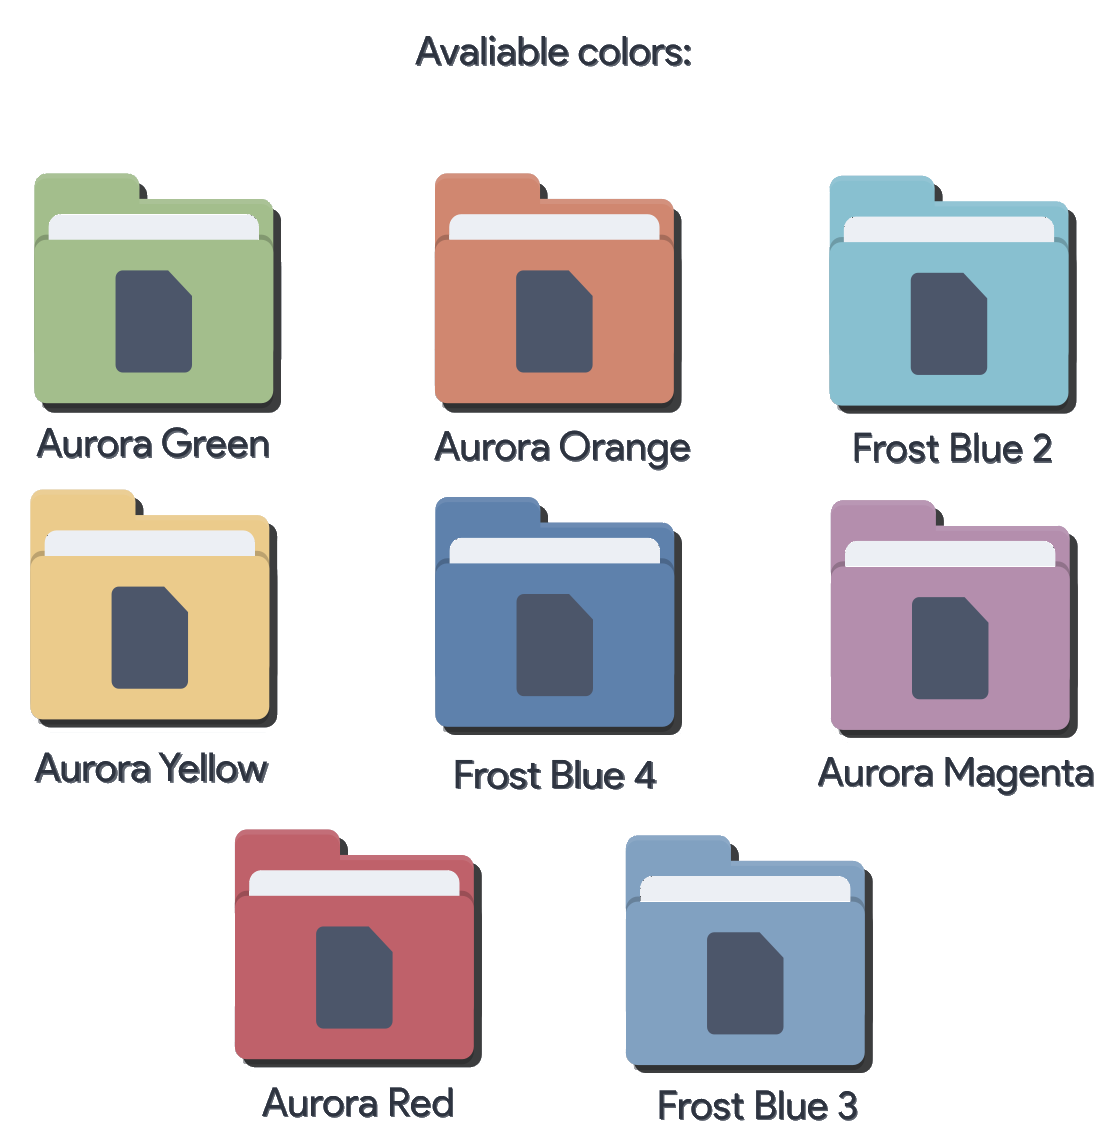 Avaliable colors:
Aurora Green
Aurora Orange
Frost Blue 2
Aurora Yellow
Frost Blue 4
Aurora Magenta
Aurora Red
Frost Blue 3